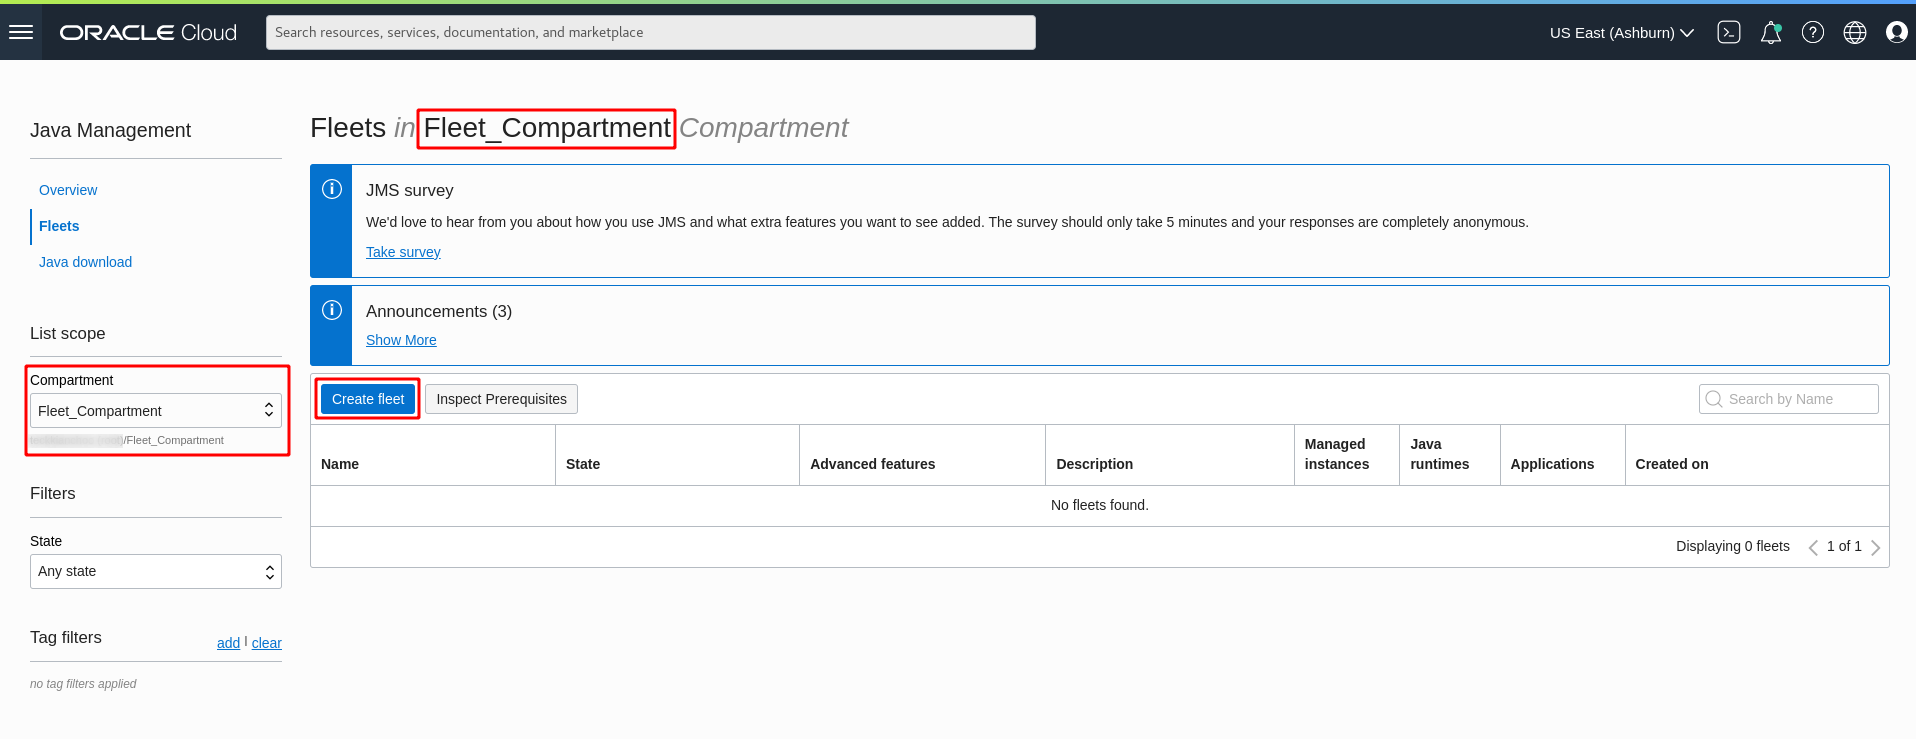 ORACLE Cloud
Search resources, services, documentation, and marketplace
US East (Ashburn)
Java Management
Overview
Fleets
Java download
List scope
Compartment
Fleet_Compartment
/Fleet_Compartment
Filters
State
Any state
Tag filters
add | clear
no tag filters applied
Fleets in Fleet_Compartment Compartment
JMS survey
We'd love to hear from you about how you use JMS and what extra features you want to see added. The survey should only take 5 minutes and your responses are completely anonymous.
Take survey
Announcements (3)
Show More
Create fleet Inspect Prerequisites Search by Name
Name State Advanced features Description Managed instances Java runtimes Applications Created on
No fleets found.
Displaying 0 fleets 1 of 1